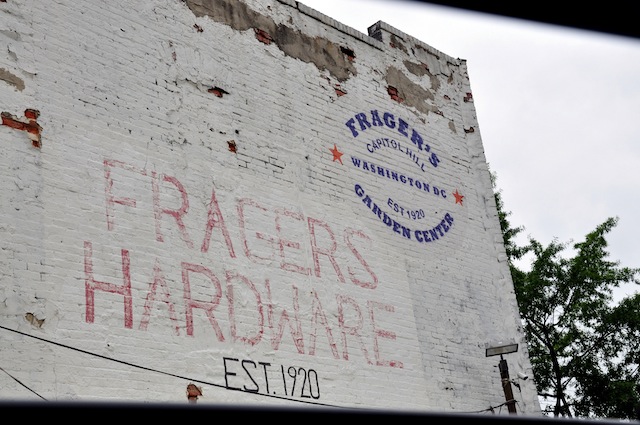 FRAGER'S
CAPITOL HILL
WASHINGTON DC
EST 1920
GARDEN CENTER
FRAGERS
HARDWARE
EST. 1920